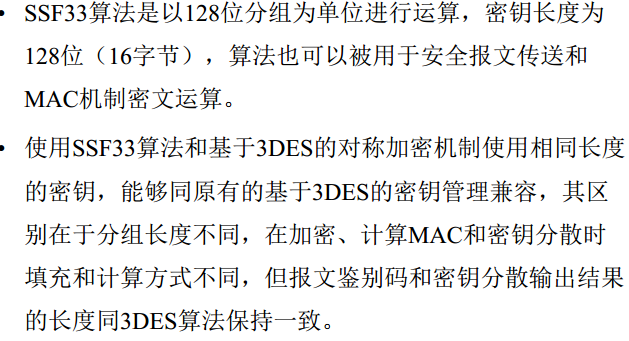 • SSF33算法是以128位分组为单位进行运算，密钥长度为
128位（16字节），算法也可以被用于安全报文传送和
MAC机制密文运算。
• 使用SSF33算法和基于3DES的对称加密机制使用相同长度
的密钥，能够同原有的基于3DES的密钥管理兼容，其区
别在于分组长度不同，在加密、计算MAC和密钥分散时
填充和计算方式不同，但报文鉴别码和密钥分散输出结果
的长度同3DES算法保持一致。